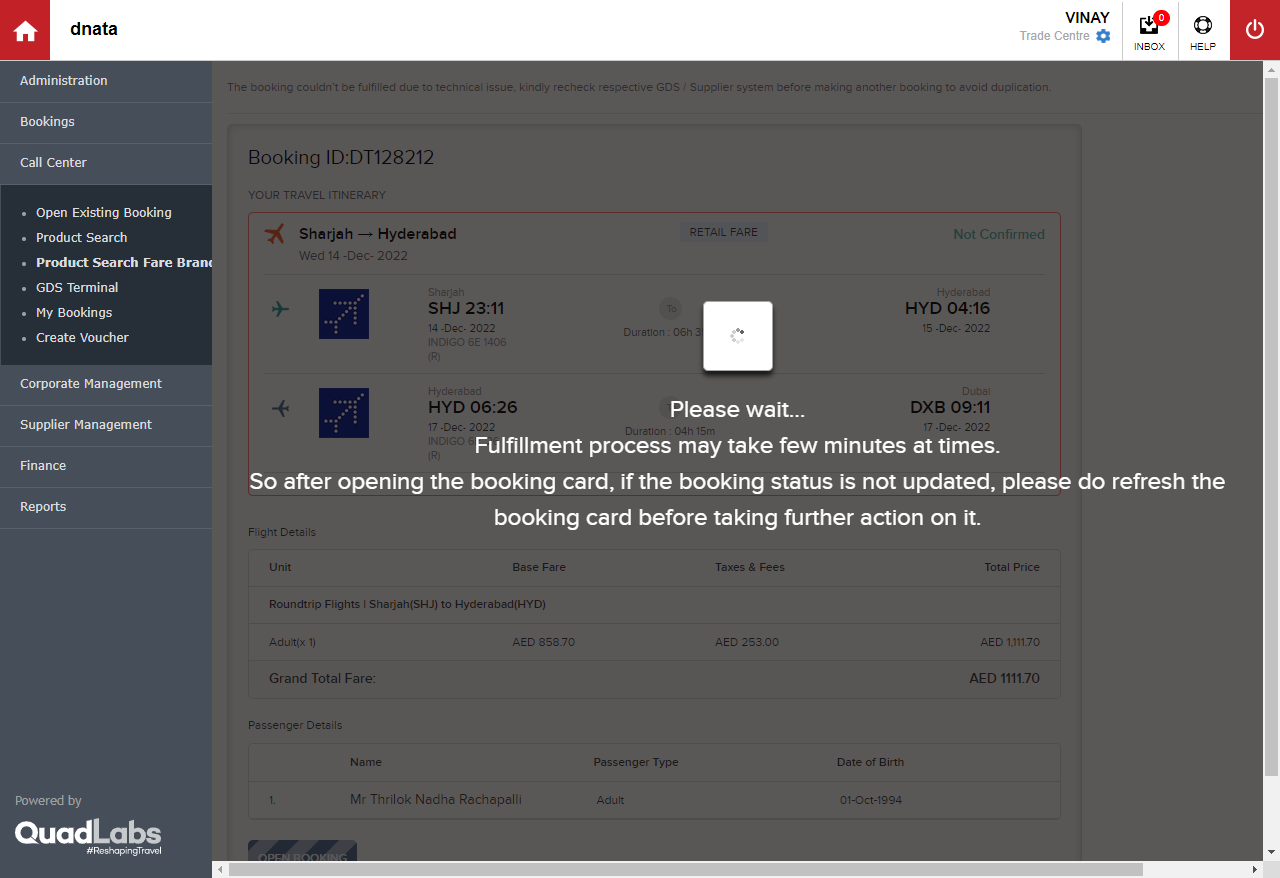 dnata
VINAY
Trade Centre
0
INBOX
HELP
Administration
Bookings
Call Center
Open Existing Booking
Product Search
Product Search Fare Bran
GDS Terminal
My Bookings
Create Voucher
Corporate Management
Supplier Management
Finance
Reports
Powered by
QuadLabs
#ReshapingTravel
The booking couldn't be fulfilled due to technical issue, kindly recheck respective GDS / Supplier system before making another booking to avoid duplication.
Booking ID:DT128212
YOUR TRAVEL ITINERARY
Sharjah → Hyderabad RETAIL FARE Not Confirmed
Wed 14 -Dec- 2022
Sharjah Hyderabad
SHJ 23:11 To HYD 04:16
14 -Dec- 2022 Duration : 06h 15 -Dec- 2022
INDIGO 6E 1406
(R)
Hyderabad Dubai
HYD 06:26 DXB 09:11
17 -Dec- 2022 Duration : 04h 15m 17 -Dec- 2022
INDIGO
(R)
Please wait...
Fulfillment process may take few minutes at times.
So after opening the booking card, if the booking status is not updated, please do refresh the
booking card before taking further action on it.
Flight Details
Unit Base Fare Taxes & Fees Total Price
Roundtrip Flights | Sharjah(SHJ) to Hyderabad(HYD)
Adult(x 1) AED 858.70 AED 253.00 AED 1,111.70
Grand Total Fare: AED 1111.70
Passenger Details
Name Passenger Type Date of Birth
1. Mr Thrilok Nadha Rachapalli Adult 01-Oct-1994
OPEN BOOKING